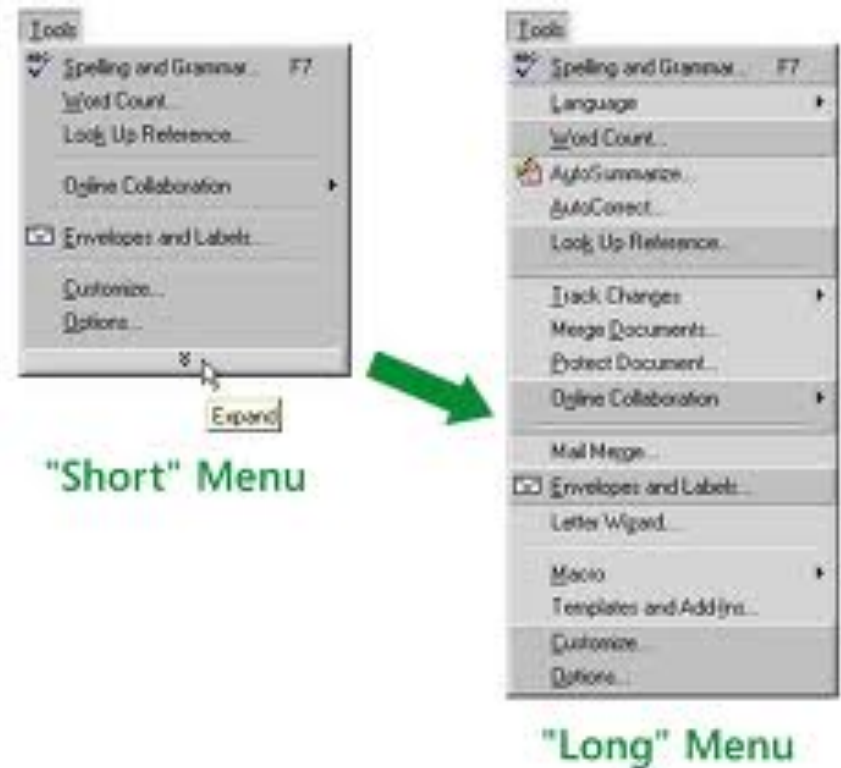 Tools
Spelling and Grammar... F7
Word Count...
Look Up Reference...
Online Collaboration
Envelopes and Labels...
Customize...
Options...
Expand
"Short" Menu
Tools
Spelling and Grammar... F7
Language
Word Count...
AutoSummarize...
AutoCorrect...
Look Up Reference...
Track Changes
Merge Documents...
Protect Document...
Online Collaboration
Mail Merge...
Envelopes and Labels...
Letter Wizard...
Macro
Templates and Add-Ins...
Customize...
Options...
"Long" Menu